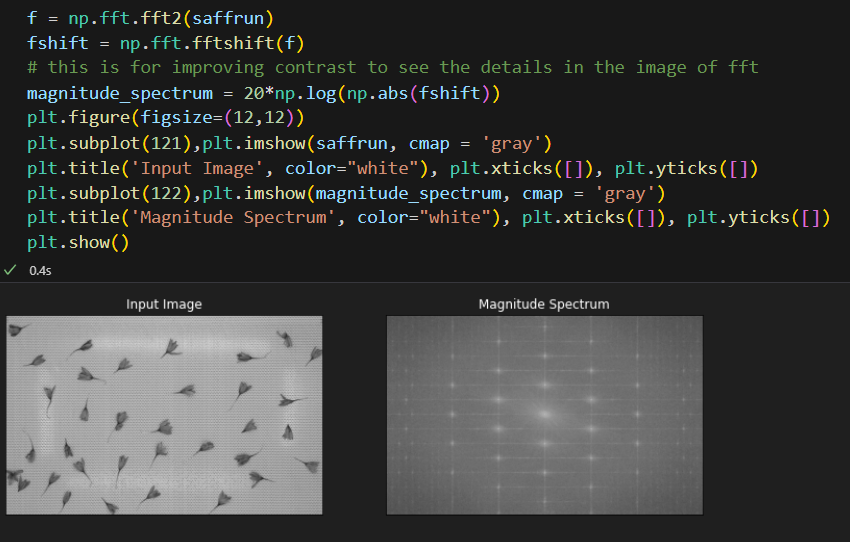 f = np.fft.fft2(saffrun)
fshift = np.fft.fftshift(f)
# this is for improving contrast to see the details in the image of fft
magnitude_spectrum = 20*np.log(np.abs(fshift))
plt.figure(figsize=(12,12))
plt.subplot(121),plt.imshow(saffrun, cmap = 'gray')
plt.title('Input Image', color="white"), plt.xticks([]), plt.yticks([])
plt.subplot(122),plt.imshow(magnitude_spectrum, cmap = 'gray')
plt.title('Magnitude Spectrum', color="white"), plt.xticks([]), plt.yticks([])
plt.show()
0.4s
Input Image
Magnitude Spectrum